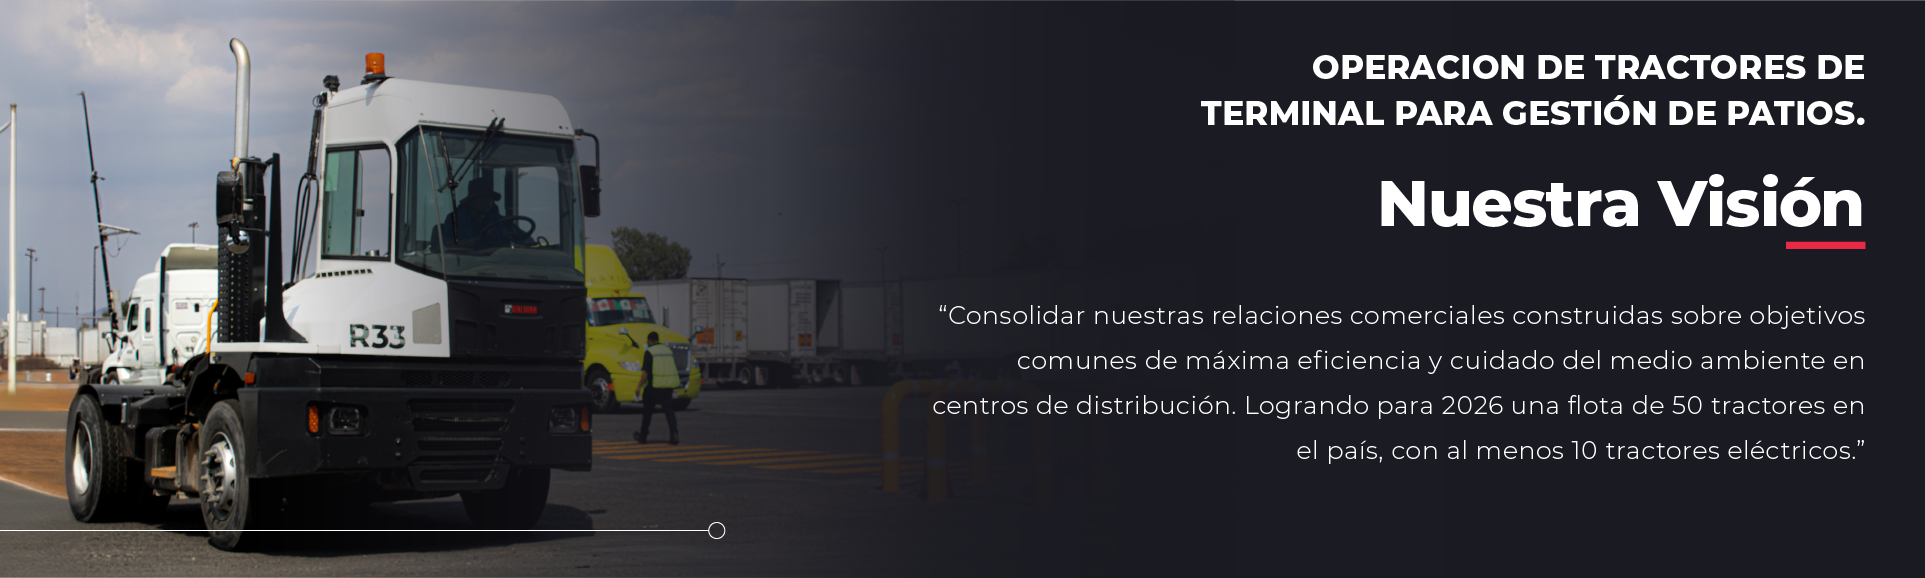 OPERACION DE TRACTORES DE
TERMINAL PARA GESTIÓN DE PATIOS.
Nuestra Visión
“Consolidar nuestras relaciones comerciales construidas sobre objetivos
comunes de máxima eficiencia y cuidado del medio ambiente en
centros de distribución. Logrando para 2026 una flota de 50 tractores en
el país, con al menos 10 tractores eléctricos.”
R33